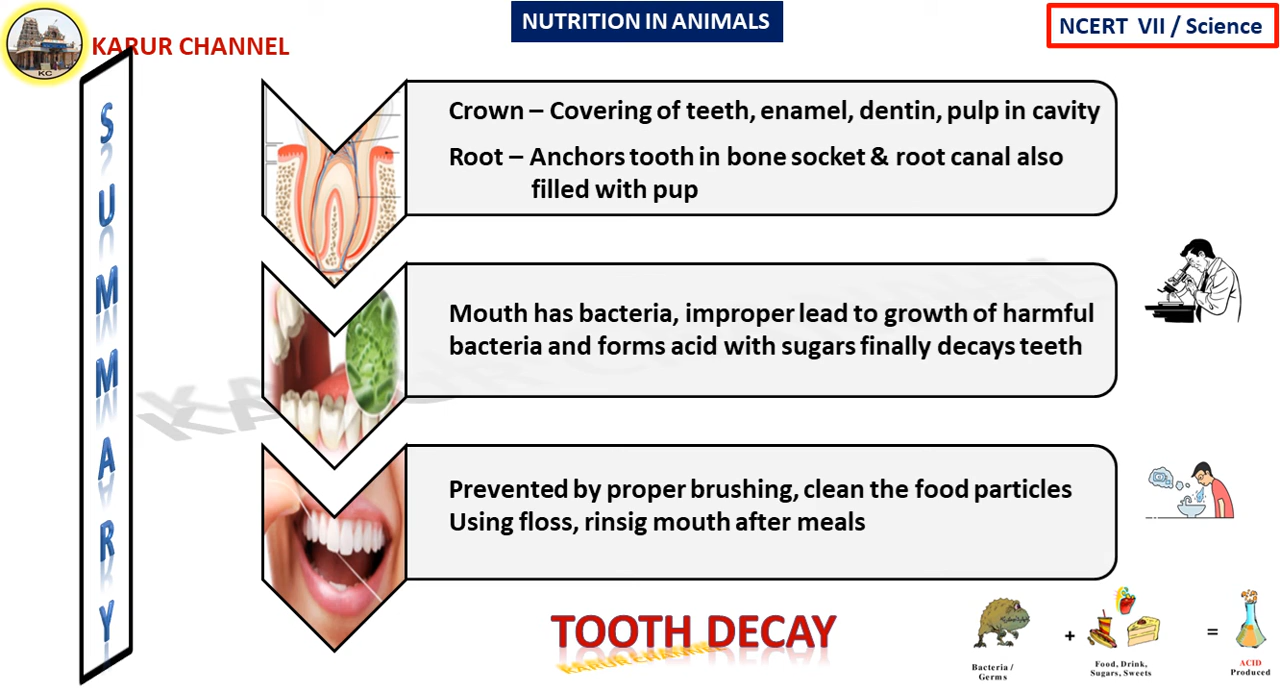 KARUR CHANNEL
KC
NUTRITION IN ANIMALS
NCERT VII / Science
SUMMARY
Crown – Covering of teeth, enamel, dentin, pulp in cavity
Root – Anchors tooth in bone socket & root canal also
filled with pup
Mouth has bacteria, improper lead to growth of harmful
bacteria and forms acid with sugars finally decays teeth
Prevented by proper brushing, clean the food particles
Using floss, rinsig mouth after meals
TOOTH DECAY
KARUR CHANNEL
Bacteria /
Germs
+
Food, Drink,
Sugars, Sweets
=
ACID
Produced